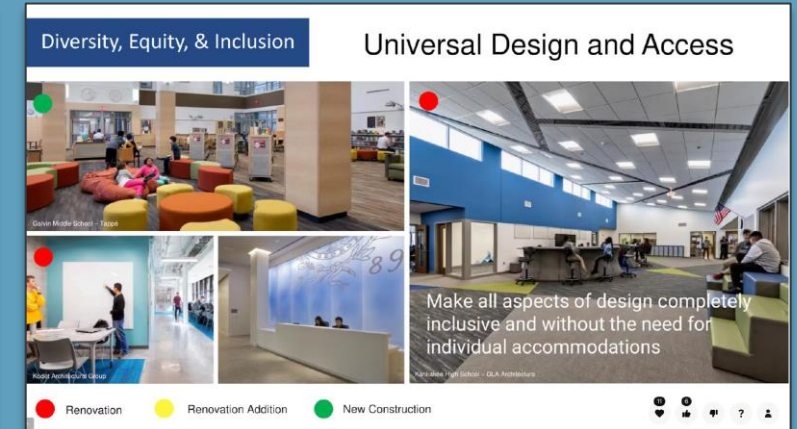 Diversity, Equity, & Inclusion
Universal Design and Access
Galvin Middle School – Tappé
89
Make all aspects of design completely
inclusive and without the need for
individual accommodations
Architectural Group
Kankakee High School – DLA Architecture
Renovation
Renovation Addition
New Construction
11
6
?